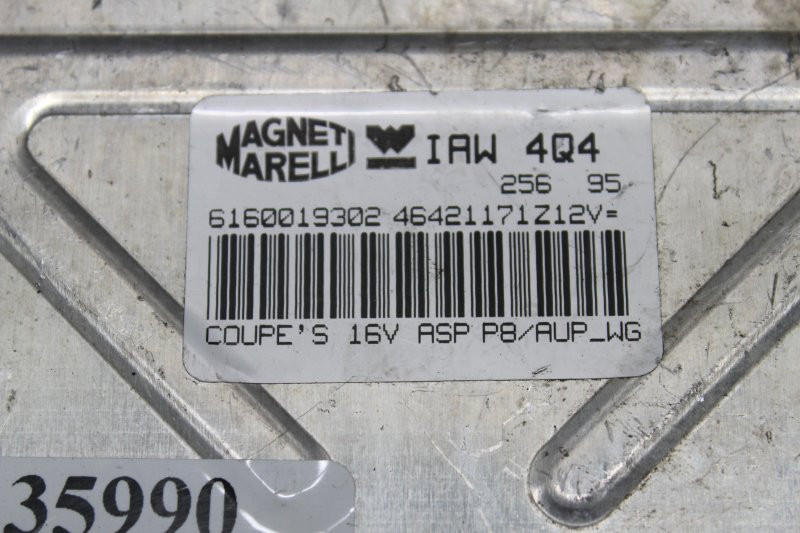 MAGNETI MARELLI W IAW 4Q4
256 95
6160019302 46421171Z12V=
COUPE'S 16V ASP P8/AUP_WG
35990